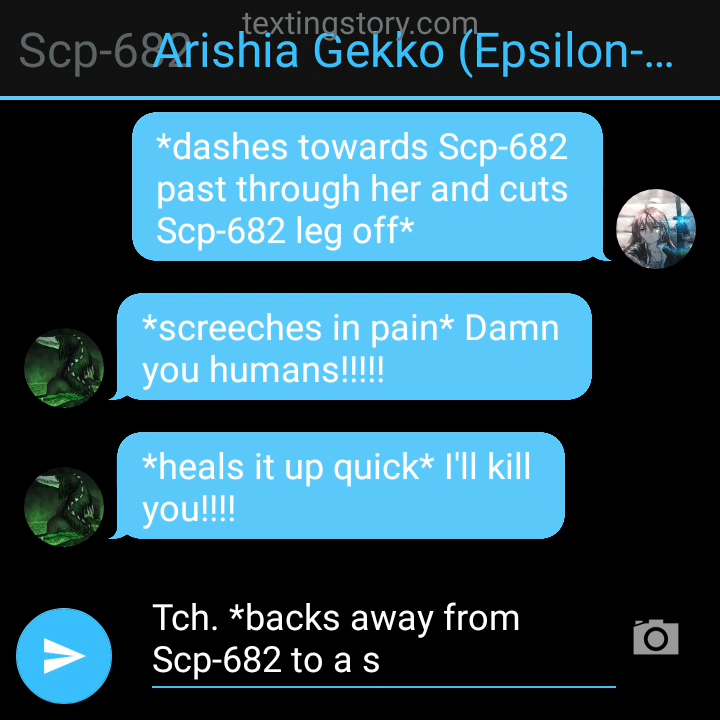 textingstory.com
Scp-682
Arishia Gekko (Epsilon-...
*dashes towards Scp-682
past through her and cuts
Scp-682 leg off*
*screeches in pain* Damn
you humans!!!!!
*heals it up quick* I'll kill
you!!!!
Tch. *backs away from
Scp-682 to a s